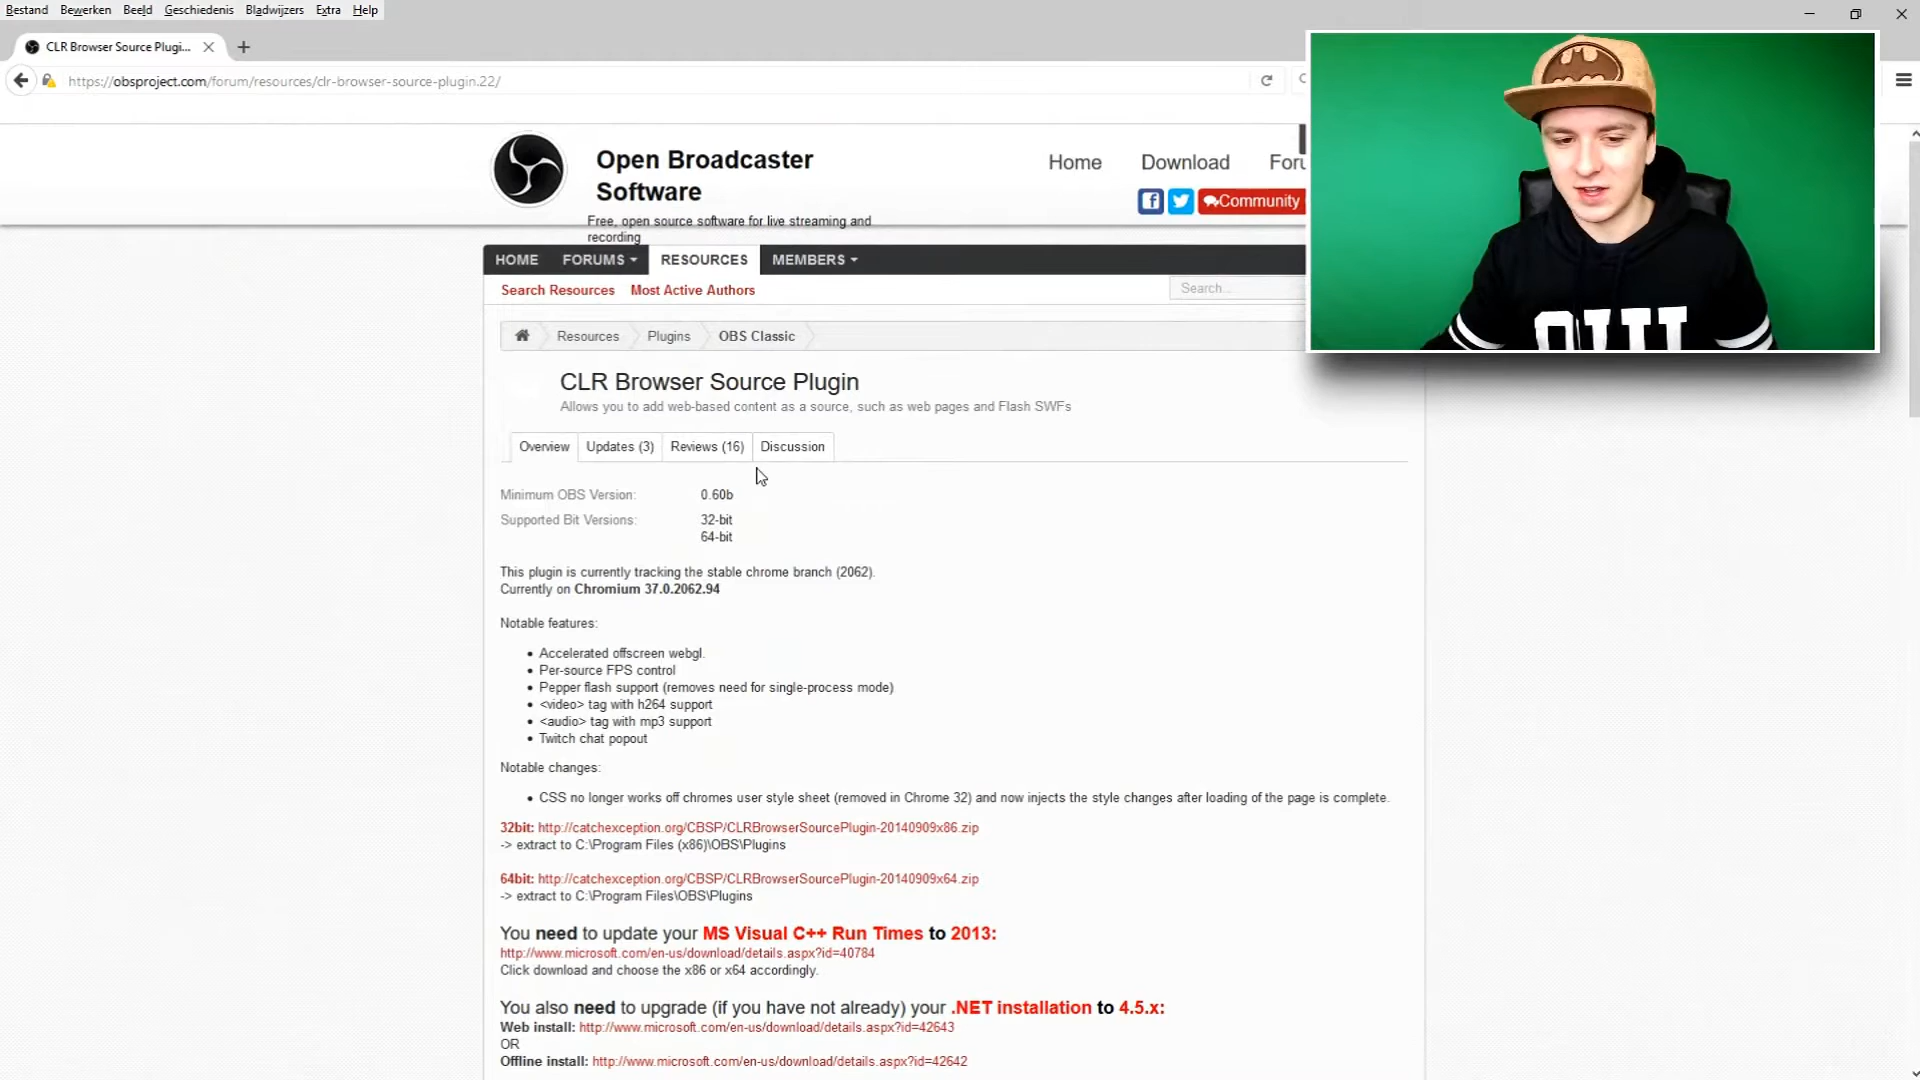 Bestand Bewerken Beeld Geschiedenis Bladwijzers Extra Help
CLR Browser Source Plugi...
https://obsproject.com/forum/resources/clr-browser-source-plugin.22/
Open Broadcaster
Software
Free, open source software for live streaming and
recording
Home Download
Community
HOME FORUMS RESOURCES MEMBERS
Search Resources Most Active Authors
Search...
Resources Plugins OBS Classic
CLR Browser Source Plugin
Allows you to add web-based content as a source, such as web pages and Flash SWFs
Overview Updates (3) Reviews (16) Discussion
Minimum OBS Version: 0.60b
Supported Bit Versions: 32-bit
64-bit
This plugin is currently tracking the stable chrome branch (2062).
Currently on Chromium 37.0.2062.94
Notable features:
• Accelerated offscreen webgl.
• Per-source FPS control
• Pepper flash support (removes need for single-process mode)
• <video> tag with h264 support
• <audio> tag with mp3 support
• Twitch chat popout
Notable changes:
• CSS no longer works off chromes user style sheet (removed in Chrome 32) and now injects the style changes after loading of the page is complete.
32bit: http://catchexception.org/CBSP/CLRBrowserSourcePlugin-20140909x86.zip
-> extract to C:\Program Files (x86)\OBS\Plugins
64bit: http://catchexception.org/CBSP/CLRBrowserSourcePlugin-20140909x64.zip
-> extract to C:\Program Files\OBS\Plugins
You need to update your MS Visual C++ Run Times to 2013:
http://www.microsoft.com/en-us/download/details.aspx?id=40784
Click download and choose the x86 or x64 accordingly.
You also need to upgrade (if you have not already) your .NET installation to 4.5.x:
Web install: http://www.microsoft.com/en-us/download/details.aspx?id=42643
OR
Offline install: http://www.microsoft.com/en-us/download/details.aspx?id=42642